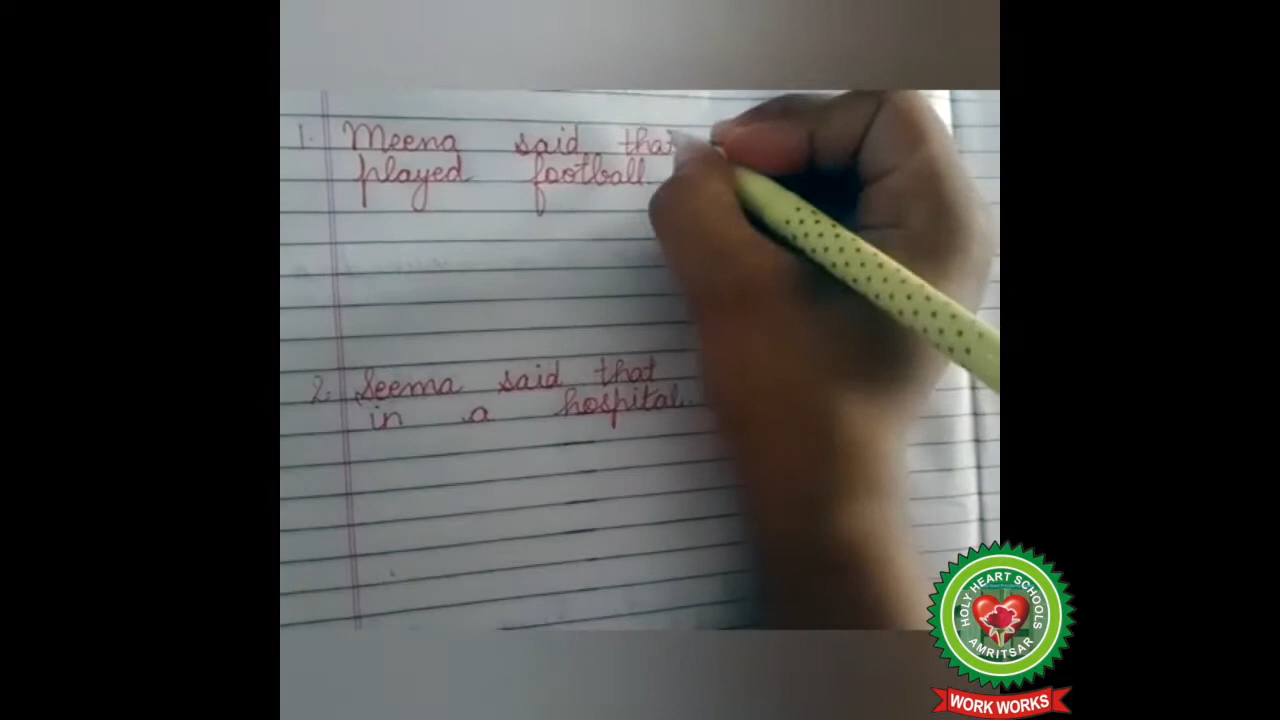 1. Meena said that
played football
2. Seema said that
in a hospital.
HOLY HEART SCHOOLS
AMRITSAR
WORK WORKS